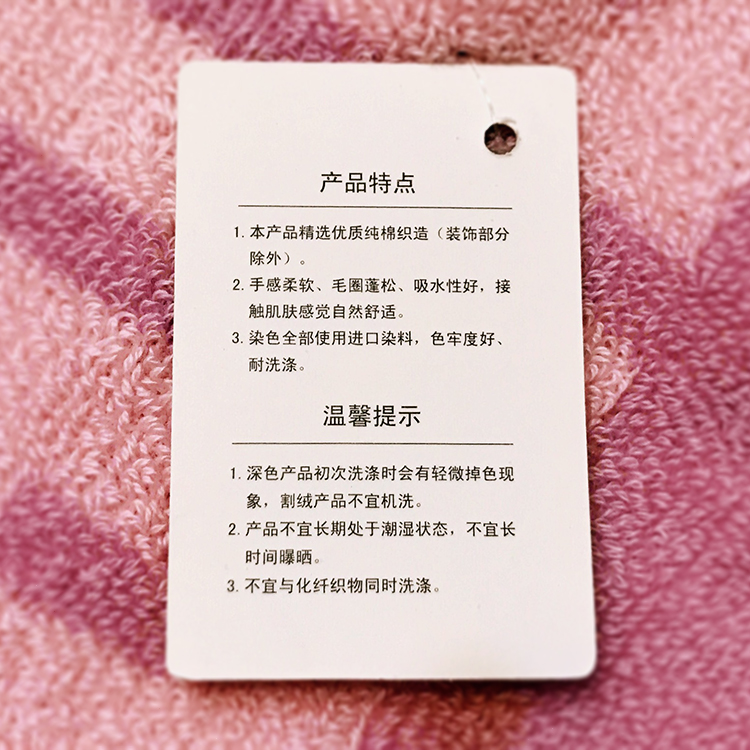 产品特点
1. 本产品精选优质纯棉织造（装饰部分
除外）。
2. 手感柔软、毛圈蓬松、吸水性好，接
触肌肤感觉自然舒适。
3. 染色全部使用进口染料，色牢度好、
耐洗涤。
温馨提示
1. 深色产品初次洗涤时会有轻微掉色现
象，割绒产品不宜机洗。
2. 产品不宜长期处于潮湿状态，不宜长
时间曝晒。
3. 不宜与化纤织物同时洗涤。